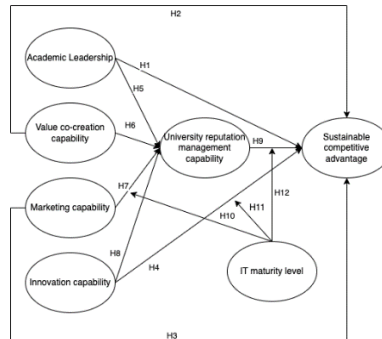 H2
Academic Leadership
H1
H5
Value co-creation
capability
H6
University reputation
management
capability
H9
Sustainable
competitive
advantage
Marketing capability
H7
H12
H11
H10
Innovation capability
H8
H4
IT maturity level
H3